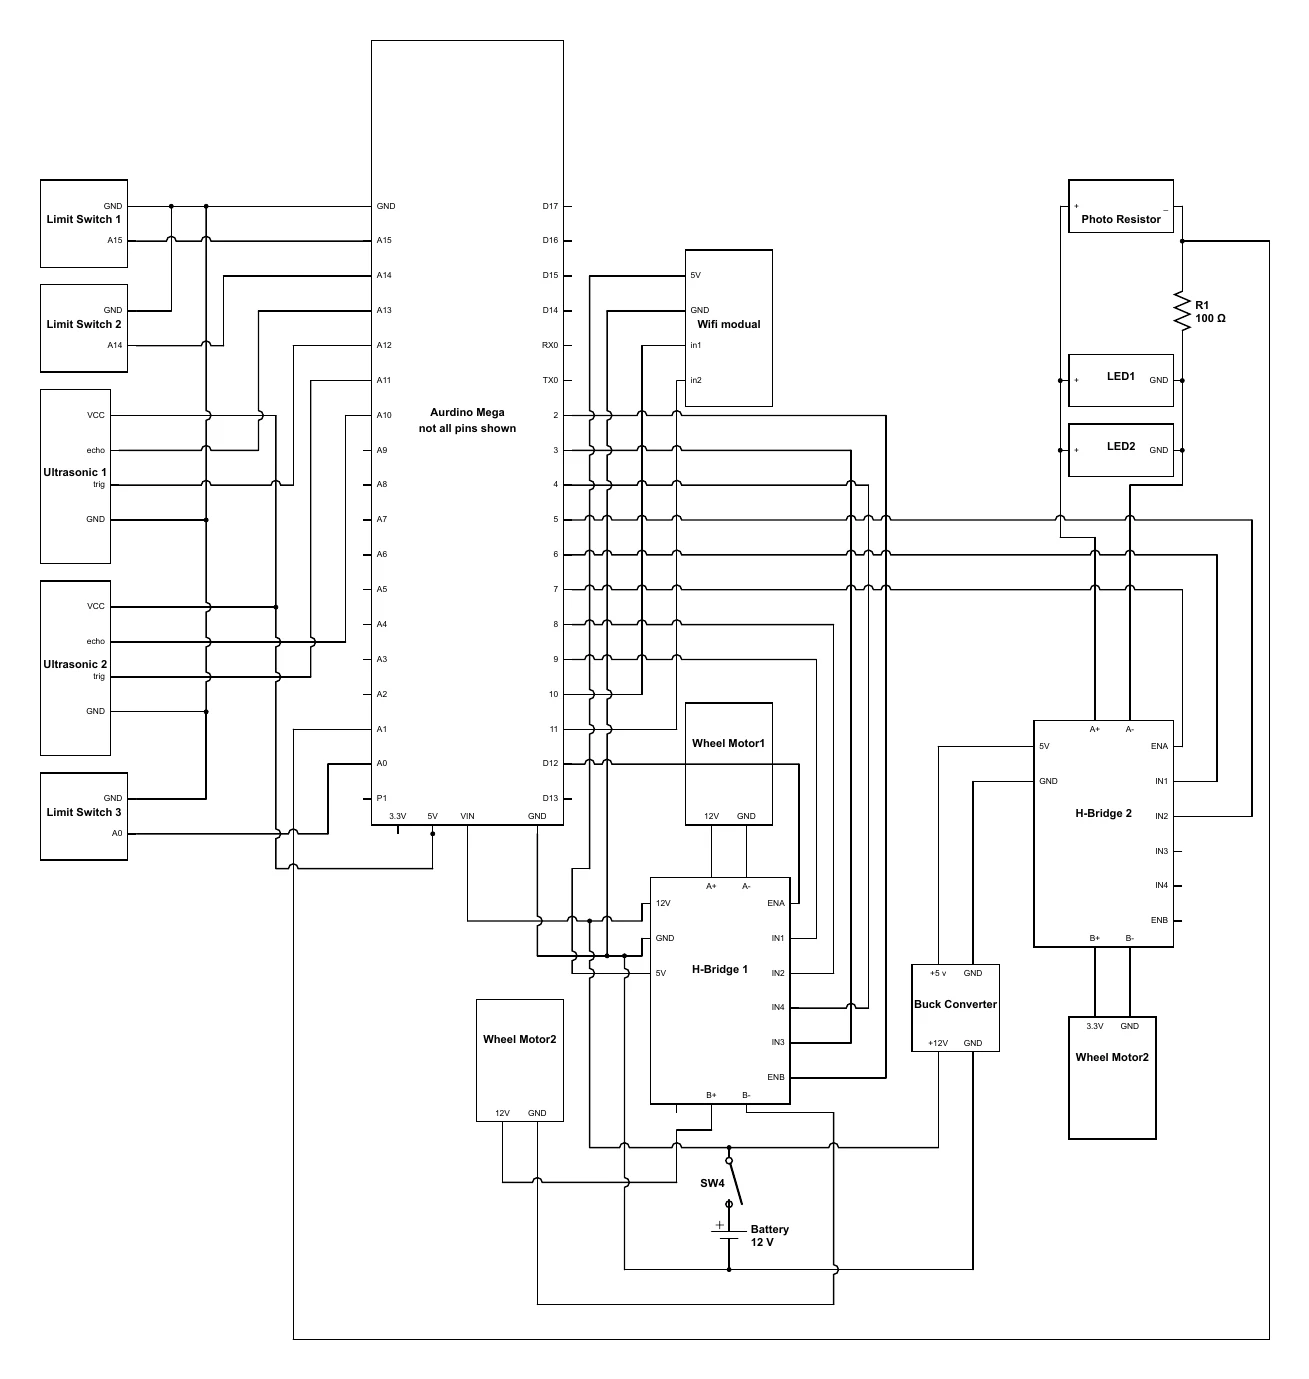 GND
Limit Switch 1
A15
GND
Limit Switch 2
A14
VCC
echo
Ultrasonic 1
trig
GND
VCC
echo
Ultrasonic 2
trig
GND
GND
Limit Switch 3
A0
GND
A15
A14
A13
A12
A11
A10
A9
A8
A7
A6
A5
A4
A3
A2
A1
A0
P1
Aurdino Mega
not all pins shown
3.3V
5V
VIN
GND
D17
D16
D15
D14
RX0
TX0
2
3
4
5
6
7
8
9
10
11
D12
D13
5V
GND
Wifi modual
in1
in2
Wheel Motor1
12V
GND
A+
A-
12V
GND
5V
H-Bridge 1
ENA
IN1
IN2
IN4
IN3
ENB
B+
B-
Wheel Motor2
12V
GND
SW4
+
Battery
12 V
+
–
Photo Resistor
R1
100 Ω
LED1
+
GND
LED2
+
GND
A+
A-
5V
GND
H-Bridge 2
ENA
IN1
IN2
IN3
IN4
ENB
B+
B-
+5 v
GND
Buck Converter
+12V
GND
3.3V
GND
Wheel Motor2